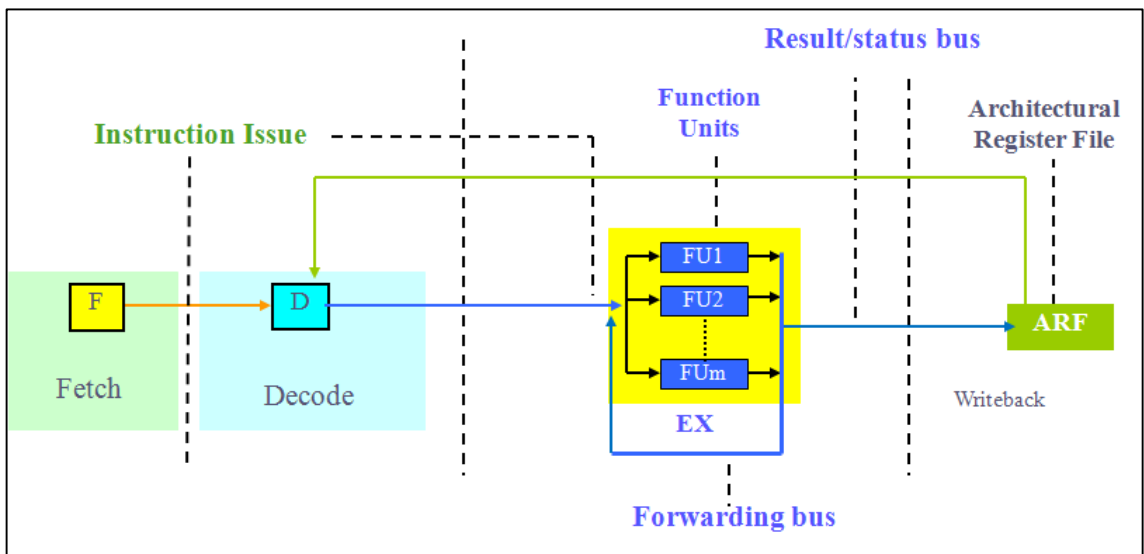 Result/status bus
Function
Units
Architectural
Register File
Instruction Issue
FU1
F
D
FU2
ARF
FUm
Fetch
Decode
Writeback
EX
Forwarding bus